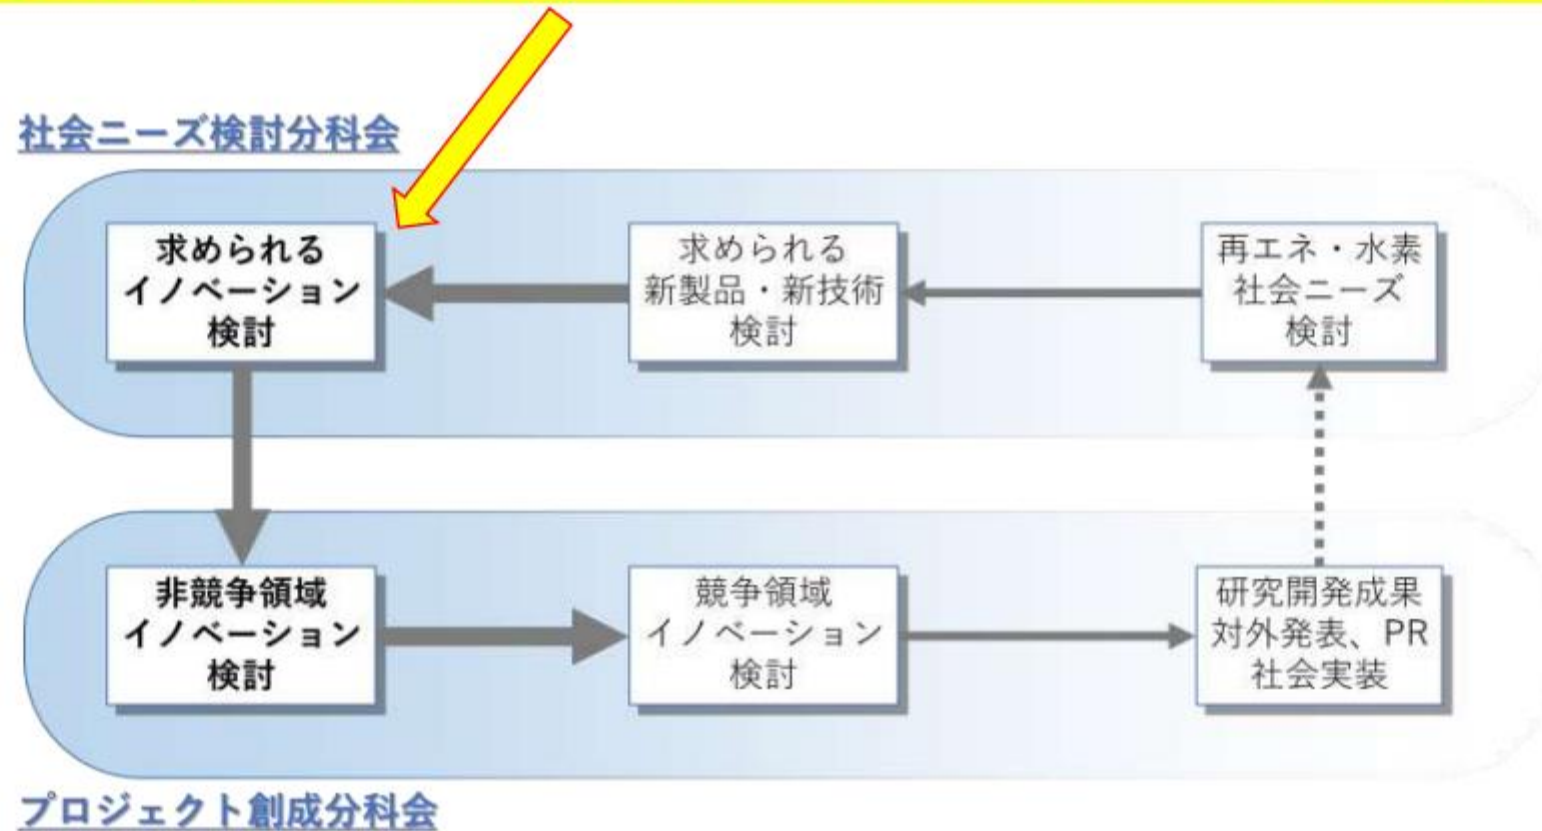 社会ニーズ検討分科会
求められる
イノベーション
検討
求められる
新製品・新技術
検討
再エネ・水素
社会ニーズ
検討
非競争領域
イノベーション
検討
競争領域
イノベーション
検討
研究開発成果
対外発表、PR
社会実装
プロジェクト創成分科会